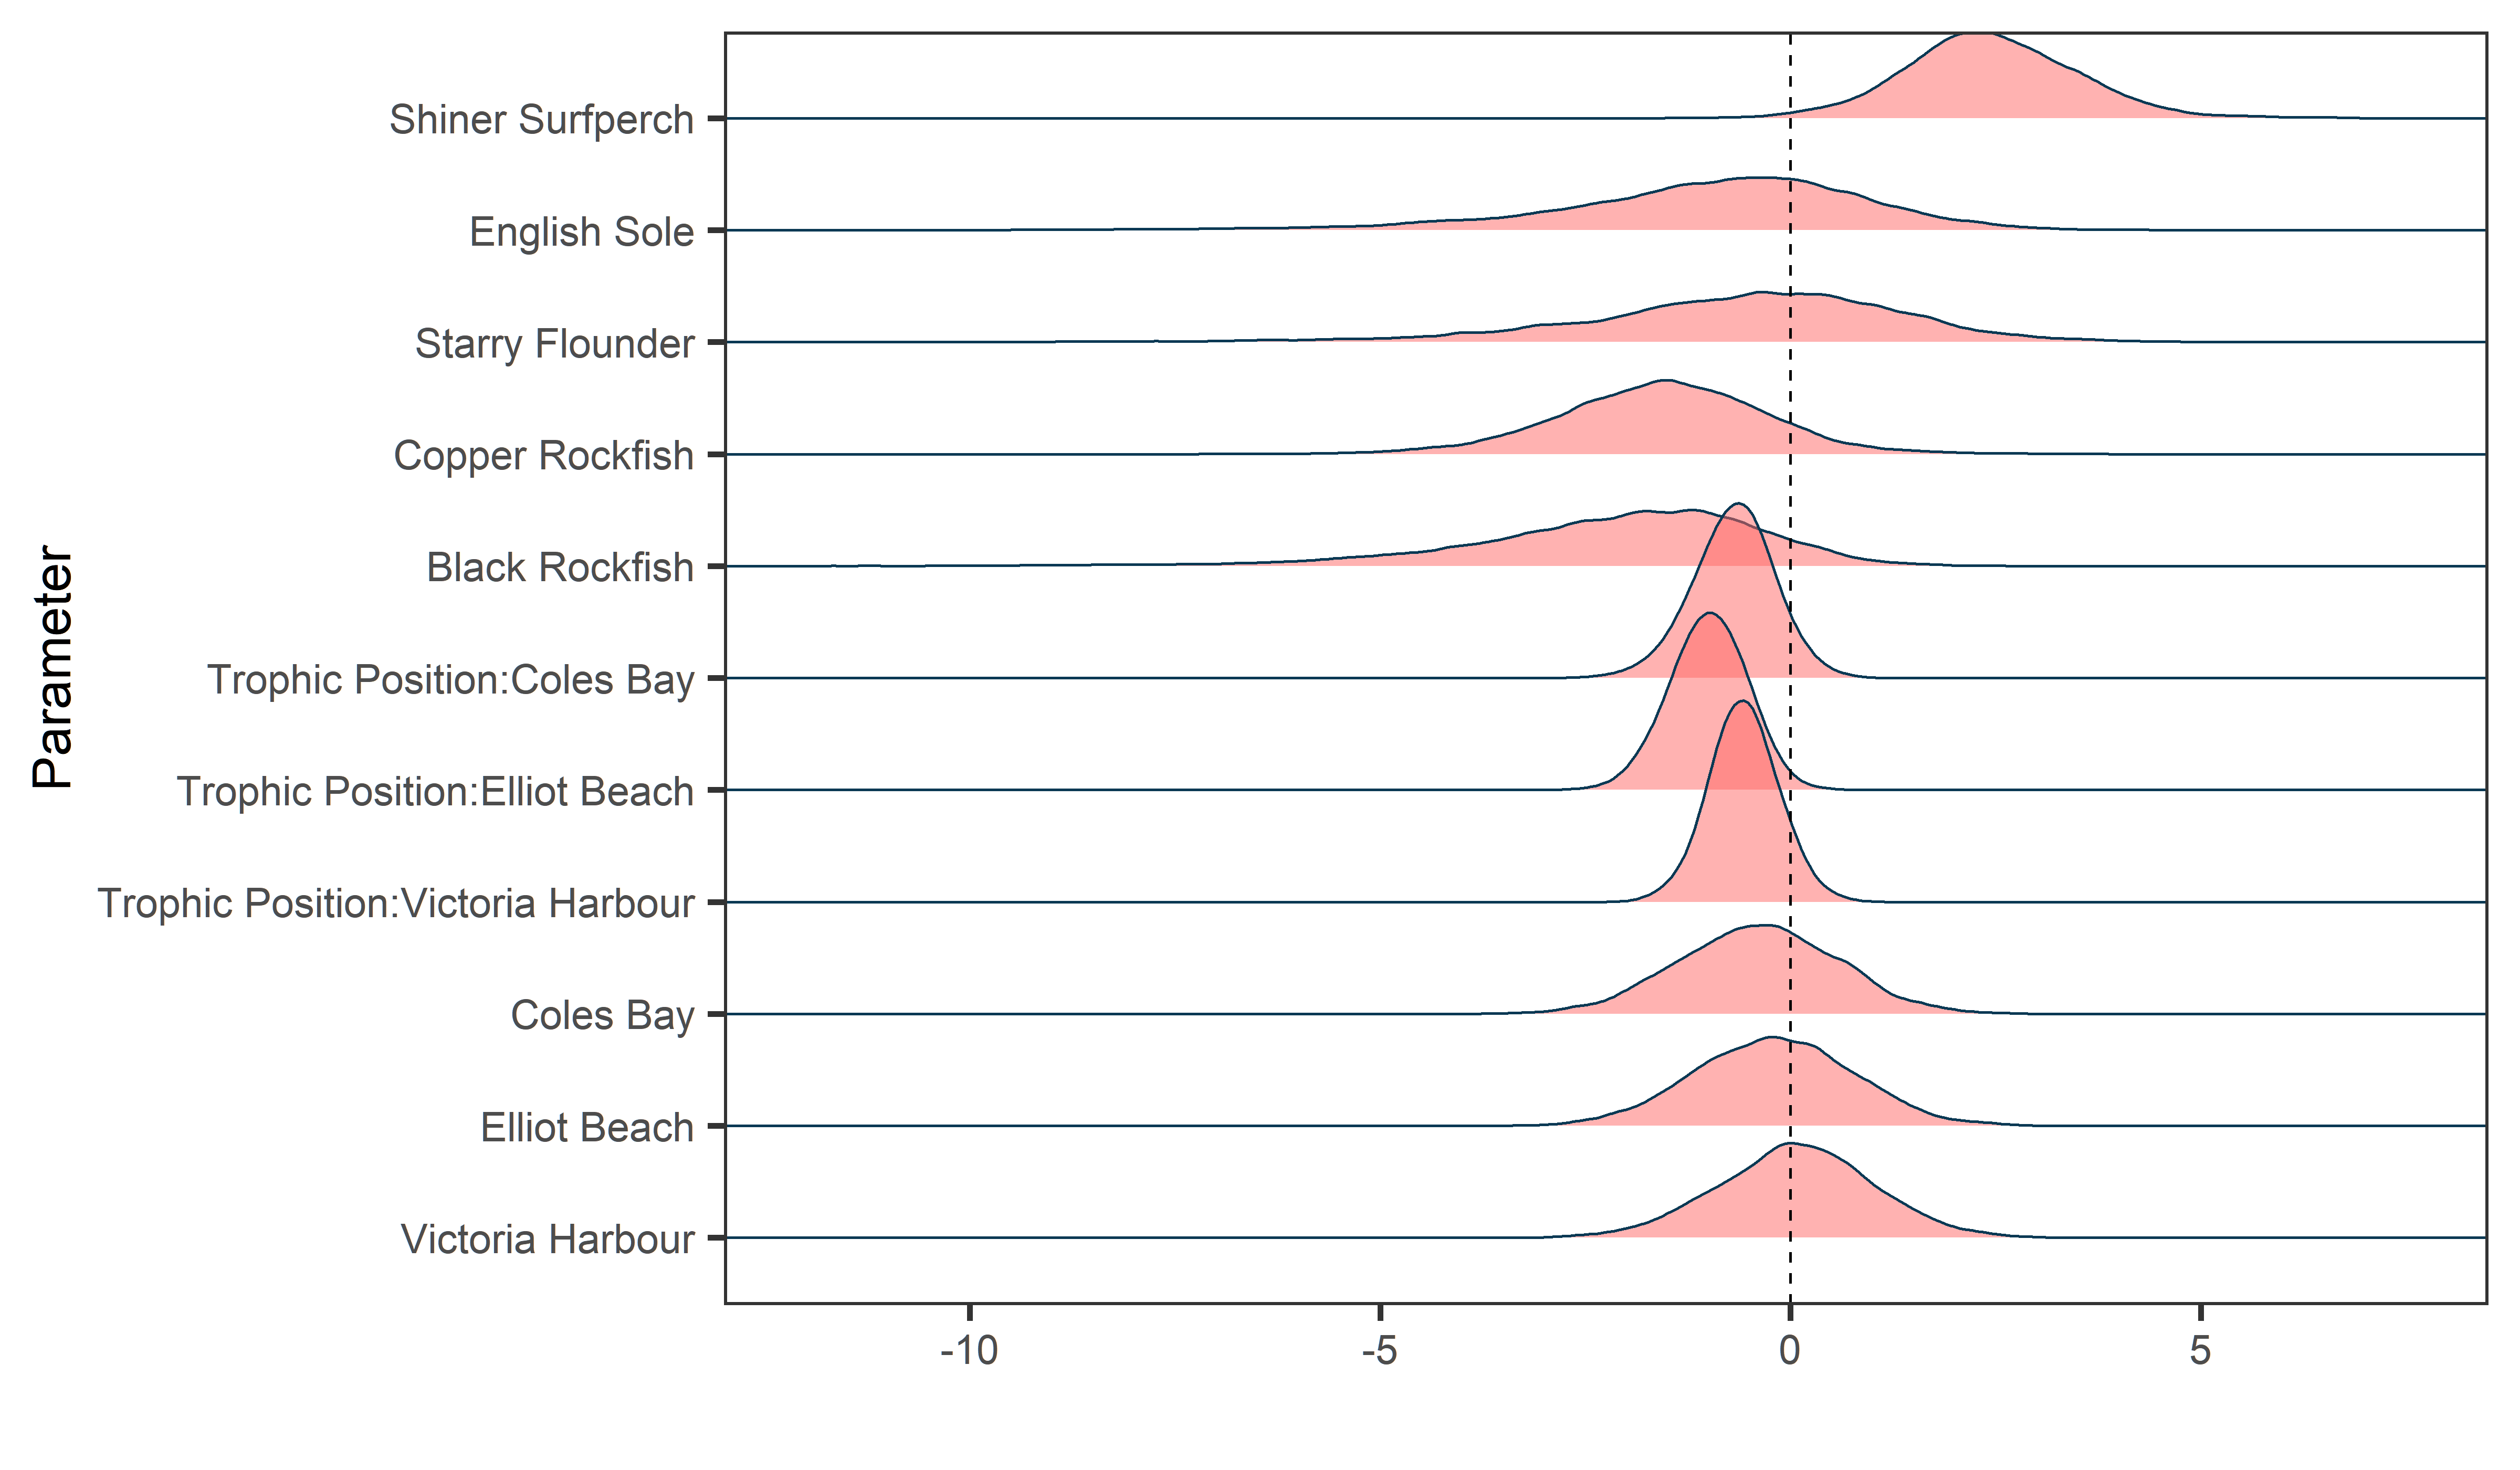 Parameter
Shiner Surfperch
English Sole
Starry Flounder
Copper Rockfish
Black Rockfish
Trophic Position:Coles Bay
Trophic Position:Elliot Beach
Trophic Position:Victoria Harbour
Coles Bay
Elliot Beach
Victoria Harbour
-10 -5 0 5